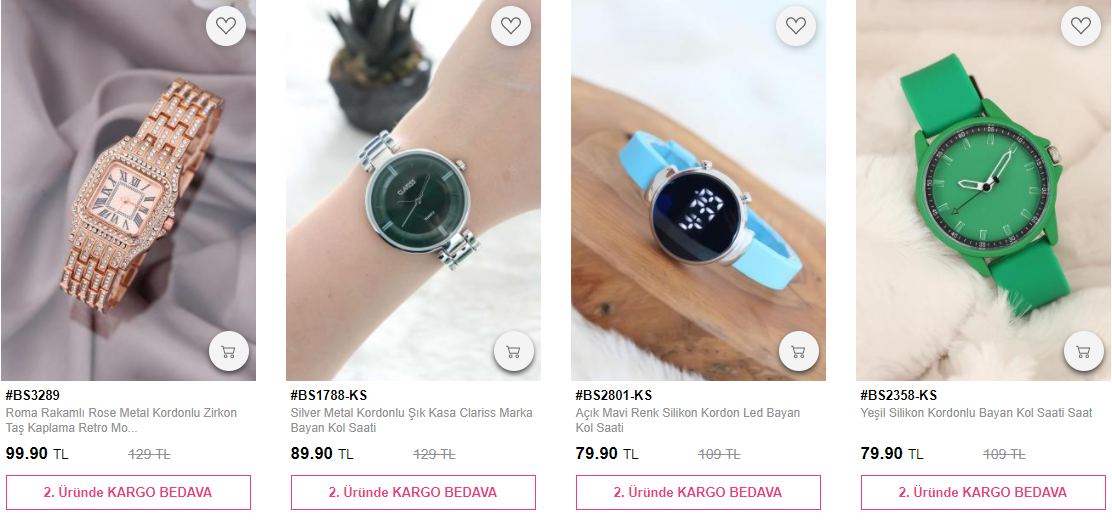 #BS3289
Roma Rakamlı Rose Metal Kordonlu Zirkon
Taş Kaplama Retro Mo...
99.90 TL 129 TL
2. Üründe KARGO BEDAVA
CLARISS
#BS1788-KS
Silver Metal Kordonlu Şık Kasa Clariss Marka
Bayan Kol Saati
89.90 TL 129 TL
2. Üründe KARGO BEDAVA
#BS2801-KS
Açık Mavi Renk Silikon Kordon Led Bayan
Kol Saati
79.90 TL 109 TL
2. Üründe KARGO BEDAVA
#BS2358-KS
Yeşil Silikon Kordonlu Bayan Kol Saati Saat
79.90 TL 109 TL
2. Üründe KARGO BEDAVA